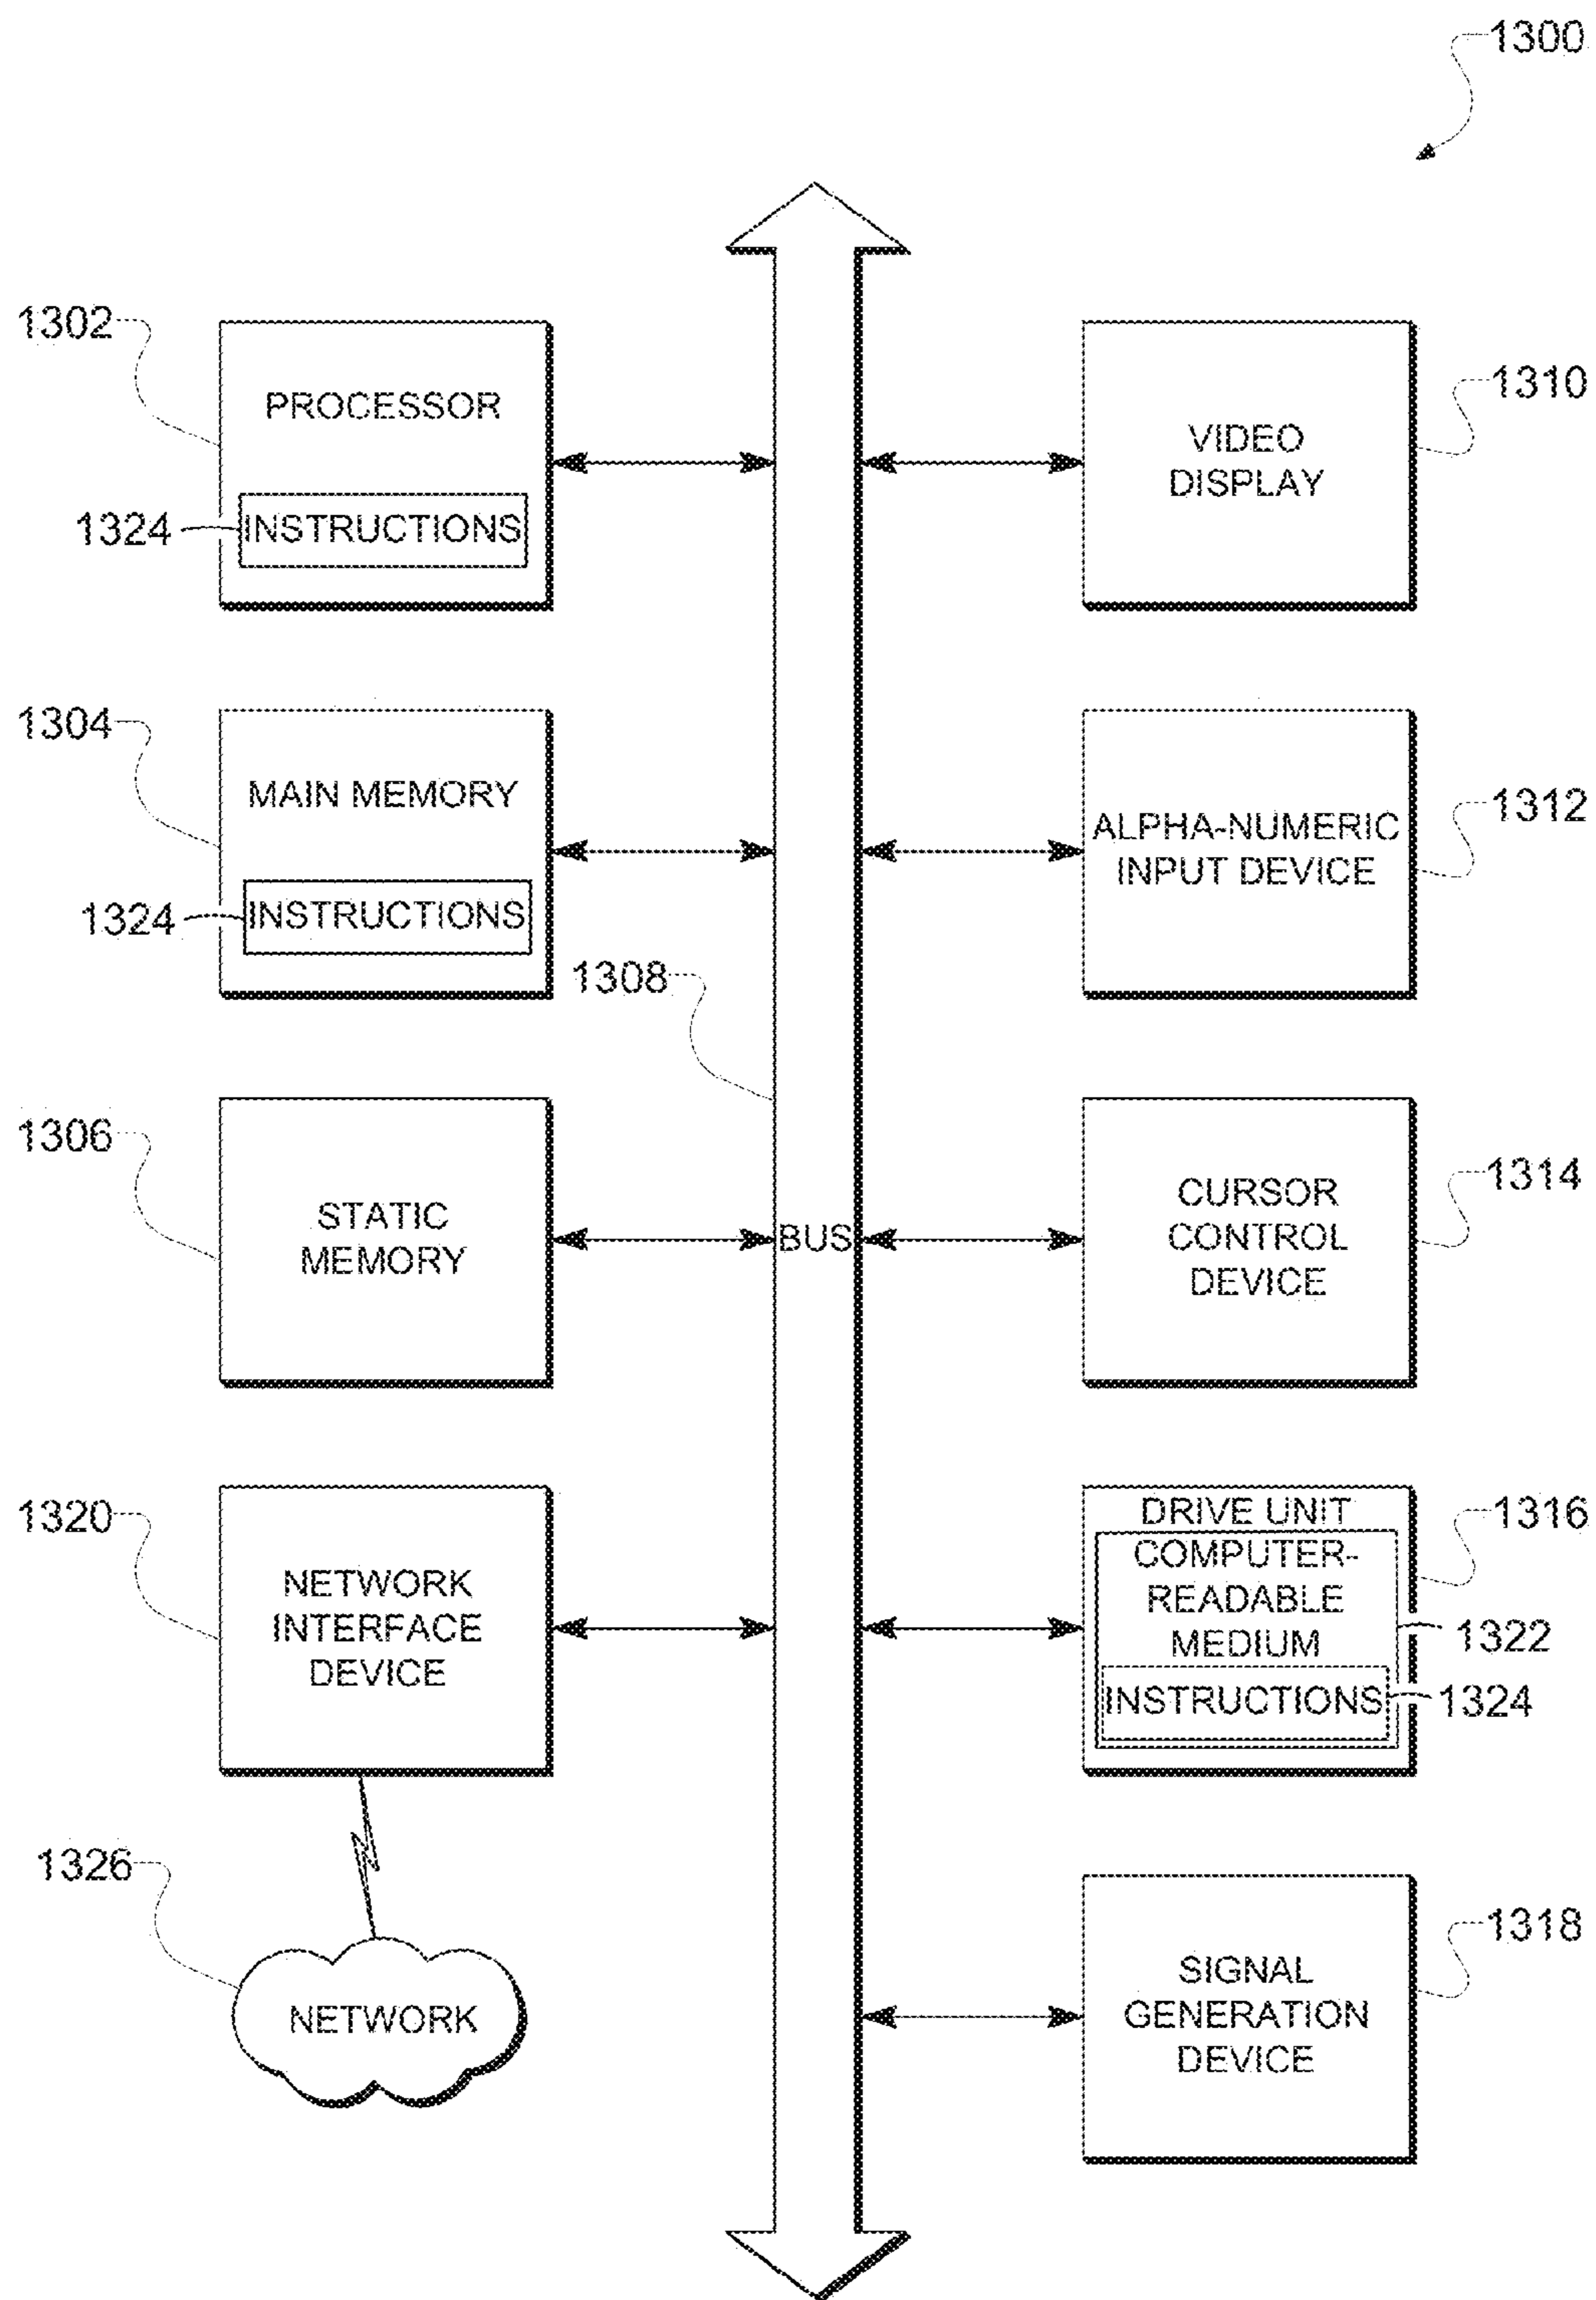 1300
1302
PROCESSOR
1324
INSTRUCTIONS
1310
VIDEO
DISPLAY
1304
MAIN MEMORY
1324
INSTRUCTIONS
1312
ALPHA-NUMERIC
INPUT DEVICE
1308
1306
STATIC
MEMORY
BUS
1314
CURSOR
CONTROL
DEVICE
1320
NETWORK
INTERFACE
DEVICE
1316
DRIVE UNIT
COMPUTER-
READABLE
MEDIUM
1322
INSTRUCTIONS
1324
1326
NETWORK
1318
SIGNAL
GENERATION
DEVICE